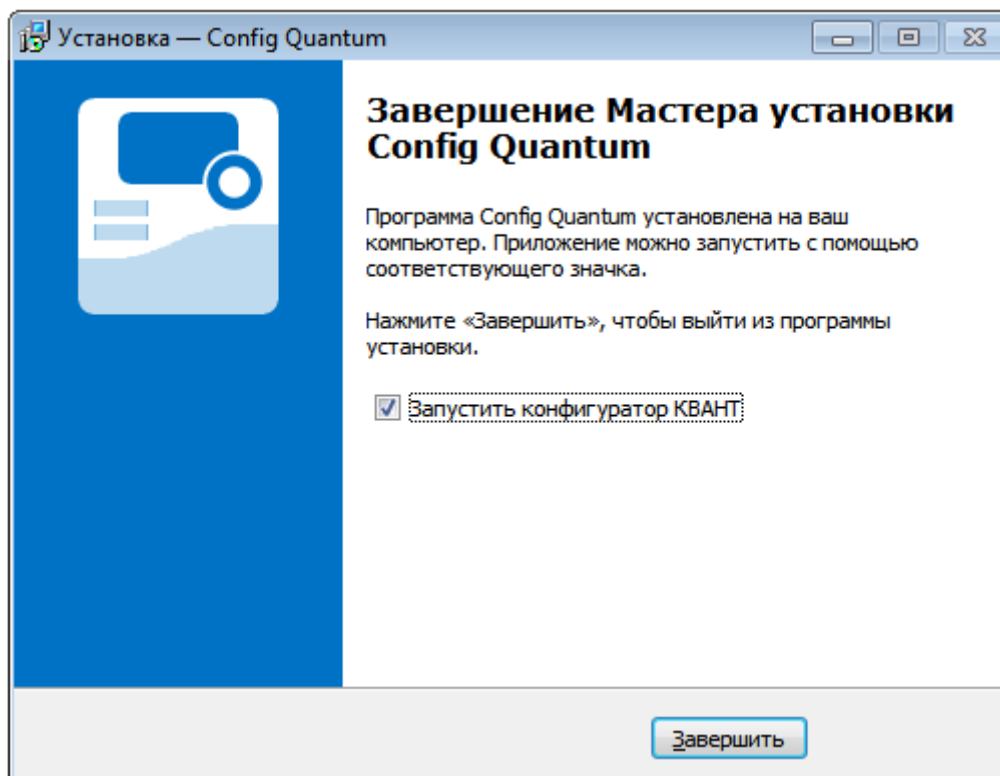 Установка — Config Quantum
Завершение Мастера установки
Config Quantum
Программа Config Quantum установлена на ваш
компьютер. Приложение можно запустить с помощью
соответствующего значка.
Нажмите «Завершить», чтобы выйти из программы
установки.
Запустить конфигуратор КВАНТ
Завершить